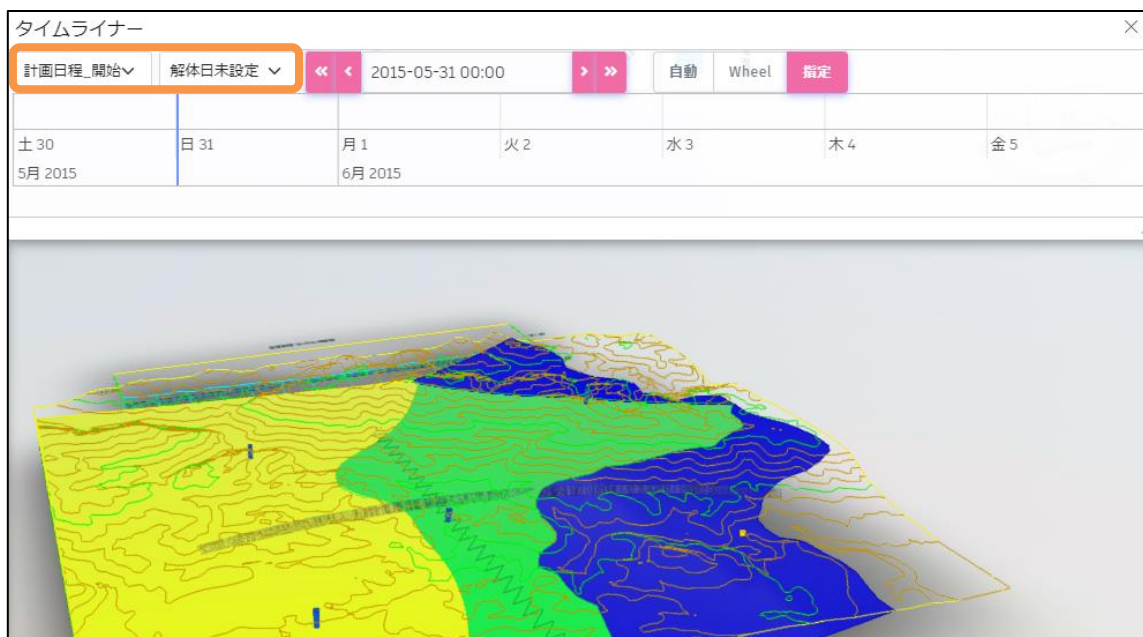 タイムライナー
計画日程_開始 解体日未設定 2015-05-31 00:00 自動 Wheel 指定
土 30 日 31 月 1 火 2 水 3 木 4 金 5
5月 2015 6月 2015